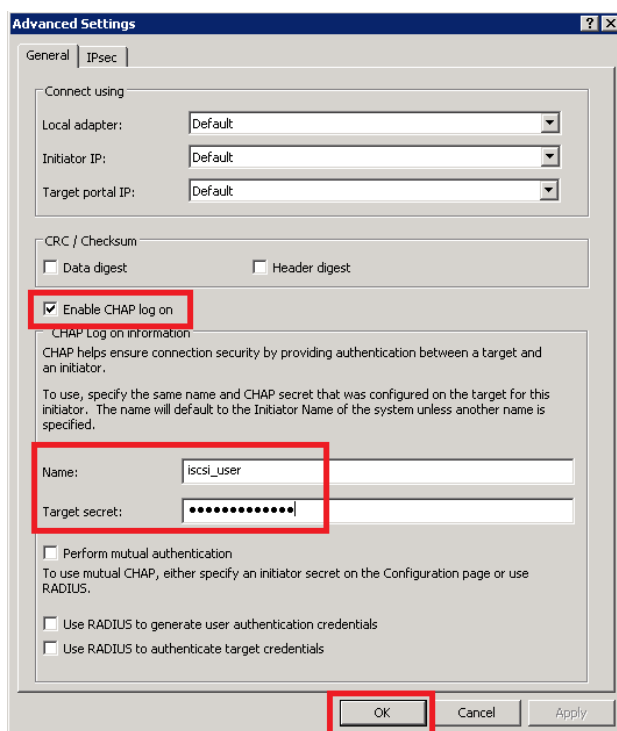 Advanced Settings
General IPsec
Connect using
Local adapter: Default
Initiator IP: Default
Target portal IP: Default
CRC / Checksum
Data digest Header digest
Enable CHAP log on
CHAP Log on information
CHAP helps ensure connection security by providing authentication between a target and
an initiator.
To use, specify the same name and CHAP secret that was configured on the target for this
initiator. The name will default to the Initiator Name of the system unless another name is
specified.
Name: iscsi_user
Target secret: ●●●●●●●●●●●●●
Perform mutual authentication
To use mutual CHAP, either specify an initiator secret on the Configuration page or use
RADIUS.
Use RADIUS to generate user authentication credentials
Use RADIUS to authenticate target credentials
OK Cancel Apply